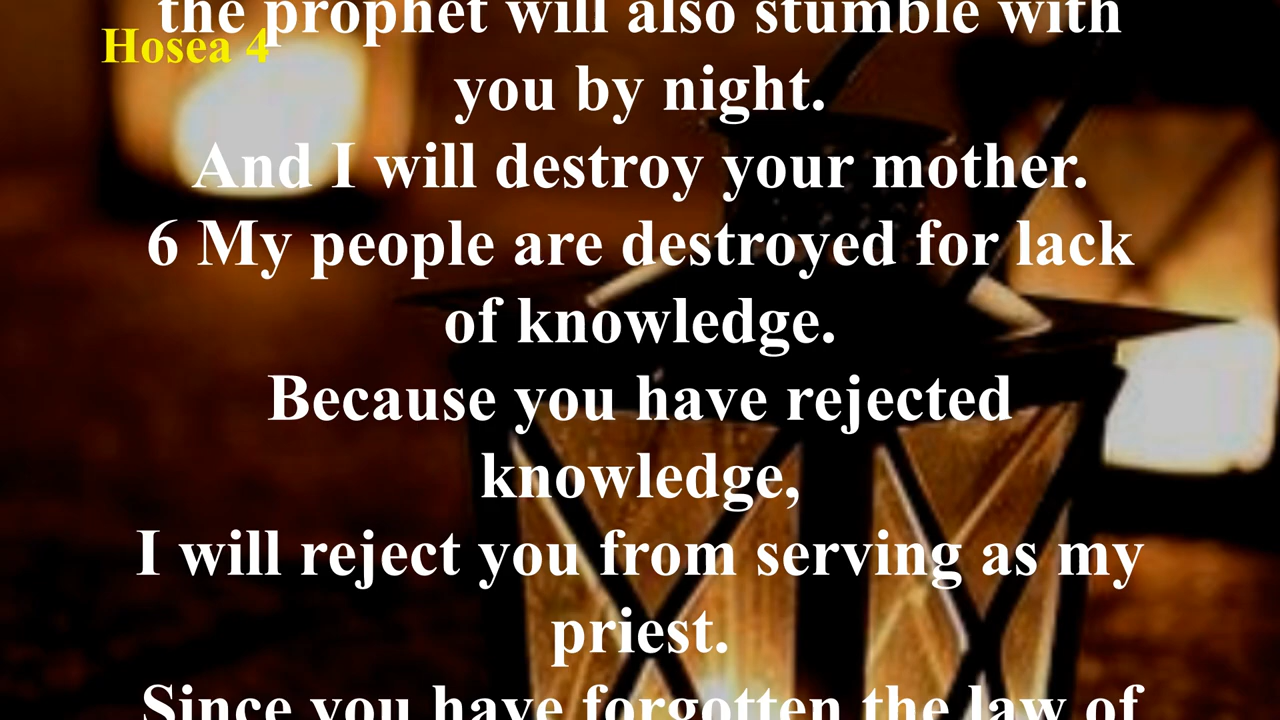 the prophet will also stumble with
Hosea 4
you by night.
And I will destroy your mother.
6 My people are destroyed for lack
of knowledge.
Because you have rejected
knowledge,
I will reject you from serving as my
priest.
Since you have forgotten the law of